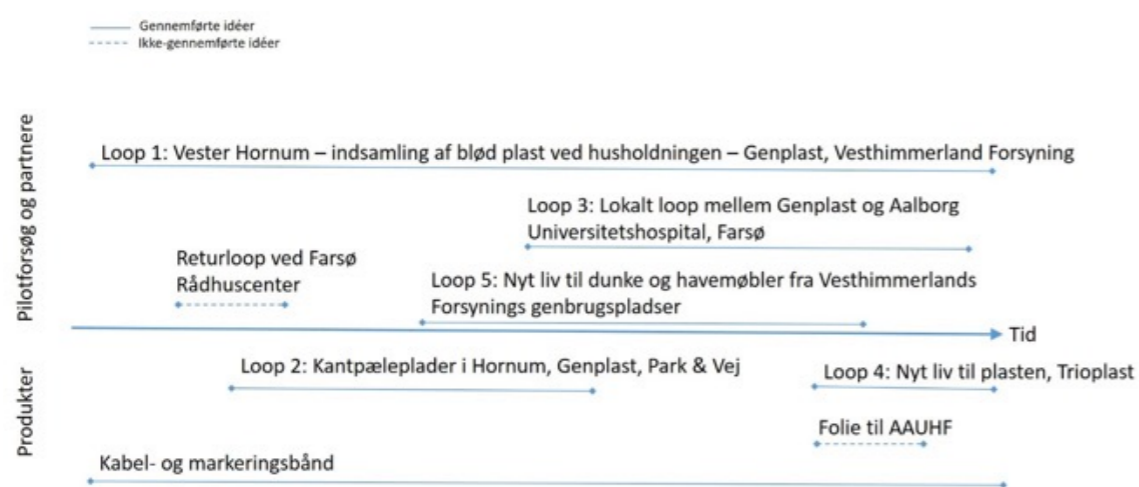 Gennemførte idéer
Ikke-gennemførte idéer
Pilotforsøg og partnere
Loop 1: Vester Hornum – indsamling af blød plast ved husholdningen – Genplast, Vesthimmerland Forsyning
Loop 3: Lokalt loop mellem Genplast og Aalborg
Universitetshospital, Farsø
Returloop ved Farsø
Rådhuscenter
Loop 5: Nyt liv til dunke og havemøbler fra Vesthimmerlands
Forsynings genbrugspladser
Tid
Produkter
Loop 2: Kantpæleplader i Hornum, Genplast, Park & Vej
Loop 4: Nyt liv til plasten, Trioplast
Folie til AAUHF
Kabel- og markeringsbånd